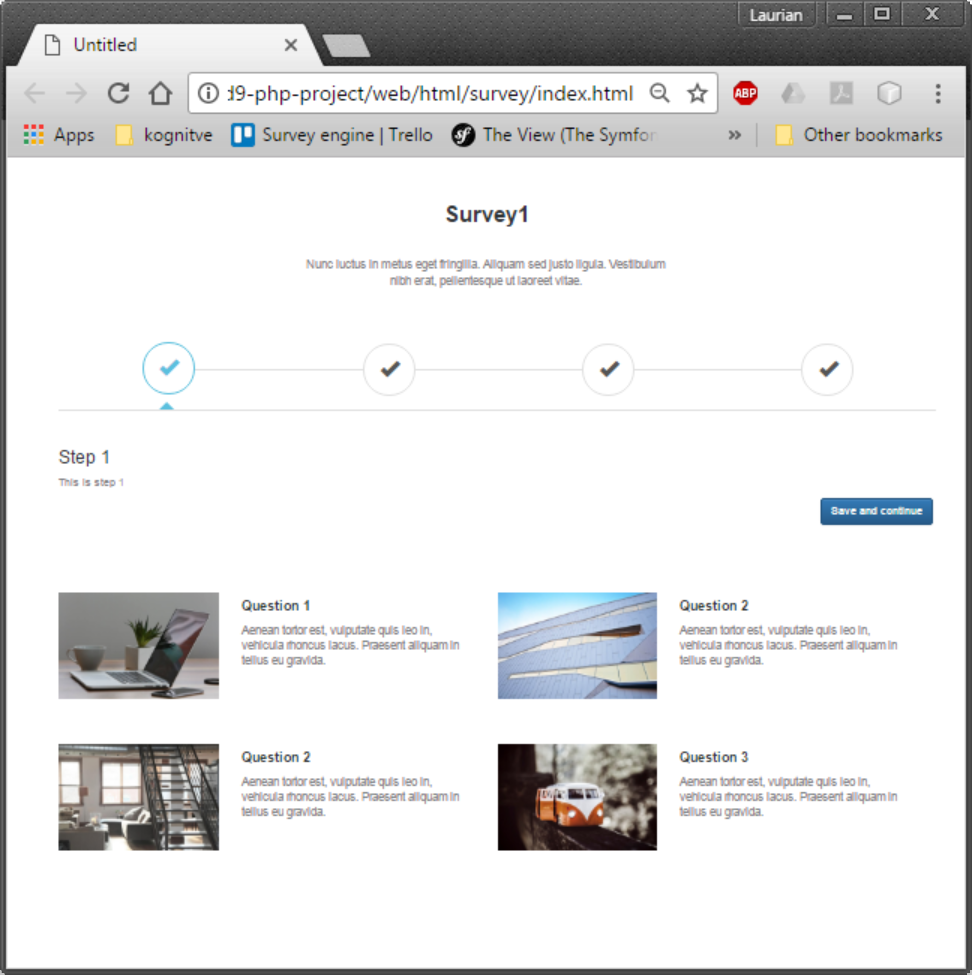 Laurian
Untitled
d9-php-project/web/html/survey/index.html
ABP
Apps
kognitve
Survey engine | Trello
sf
The View (The Symfon
»
Other bookmarks
Survey1
Nunc luctus in metus eget fringilla. Aliquam sed justo ligula. Vestibulum
nibh erat, pellentesque ut laoreet vitae.
Step 1
This is step 1
Save and continue
Question 1
Aenean tortor est, vulputate quis leo in,
vehicula rhoncus lacus. Praesent aliquam in
tellus eu gravida.
Question 2
Aenean tortor est, vulputate quis leo in,
vehicula rhoncus lacus. Praesent aliquam in
tellus eu gravida.
Question 2
Aenean tortor est, vulputate quis leo in,
vehicula rhoncus lacus. Praesent aliquam in
tellus eu gravida.
Question 3
Aenean tortor est, vulputate quis leo in,
vehicula rhoncus lacus. Praesent aliquam in
tellus eu gravida.